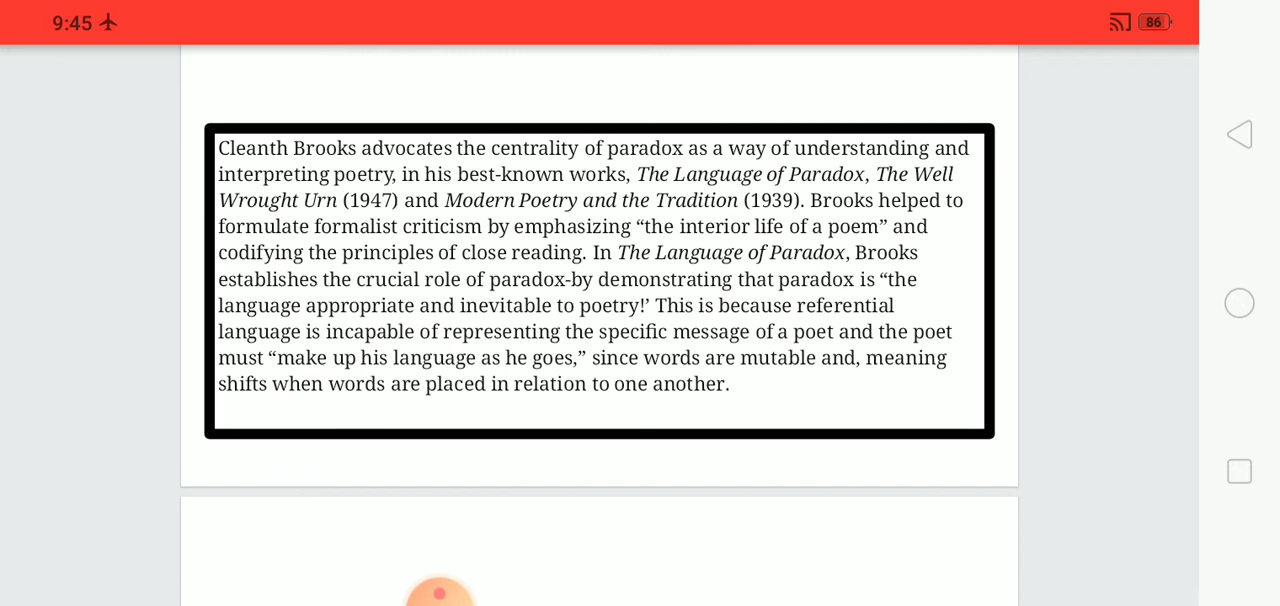 9:45
86
Cleanth Brooks advocates the centrality of paradox as a way of understanding and
interpreting poetry, in his best-known works, The Language of Paradox, The Well
Wrought Urn (1947) and Modern Poetry and the Tradition (1939). Brooks helped to
formulate formalist criticism by emphasizing “the interior life of a poem” and
codifying the principles of close reading. In The Language of Paradox, Brooks
establishes the crucial role of paradox-by demonstrating that paradox is “the
language appropriate and inevitable to poetry!’ This is because referential
language is incapable of representing the specific message of a poet and the poet
must “make up his language as he goes,” since words are mutable and, meaning
shifts when words are placed in relation to one another.